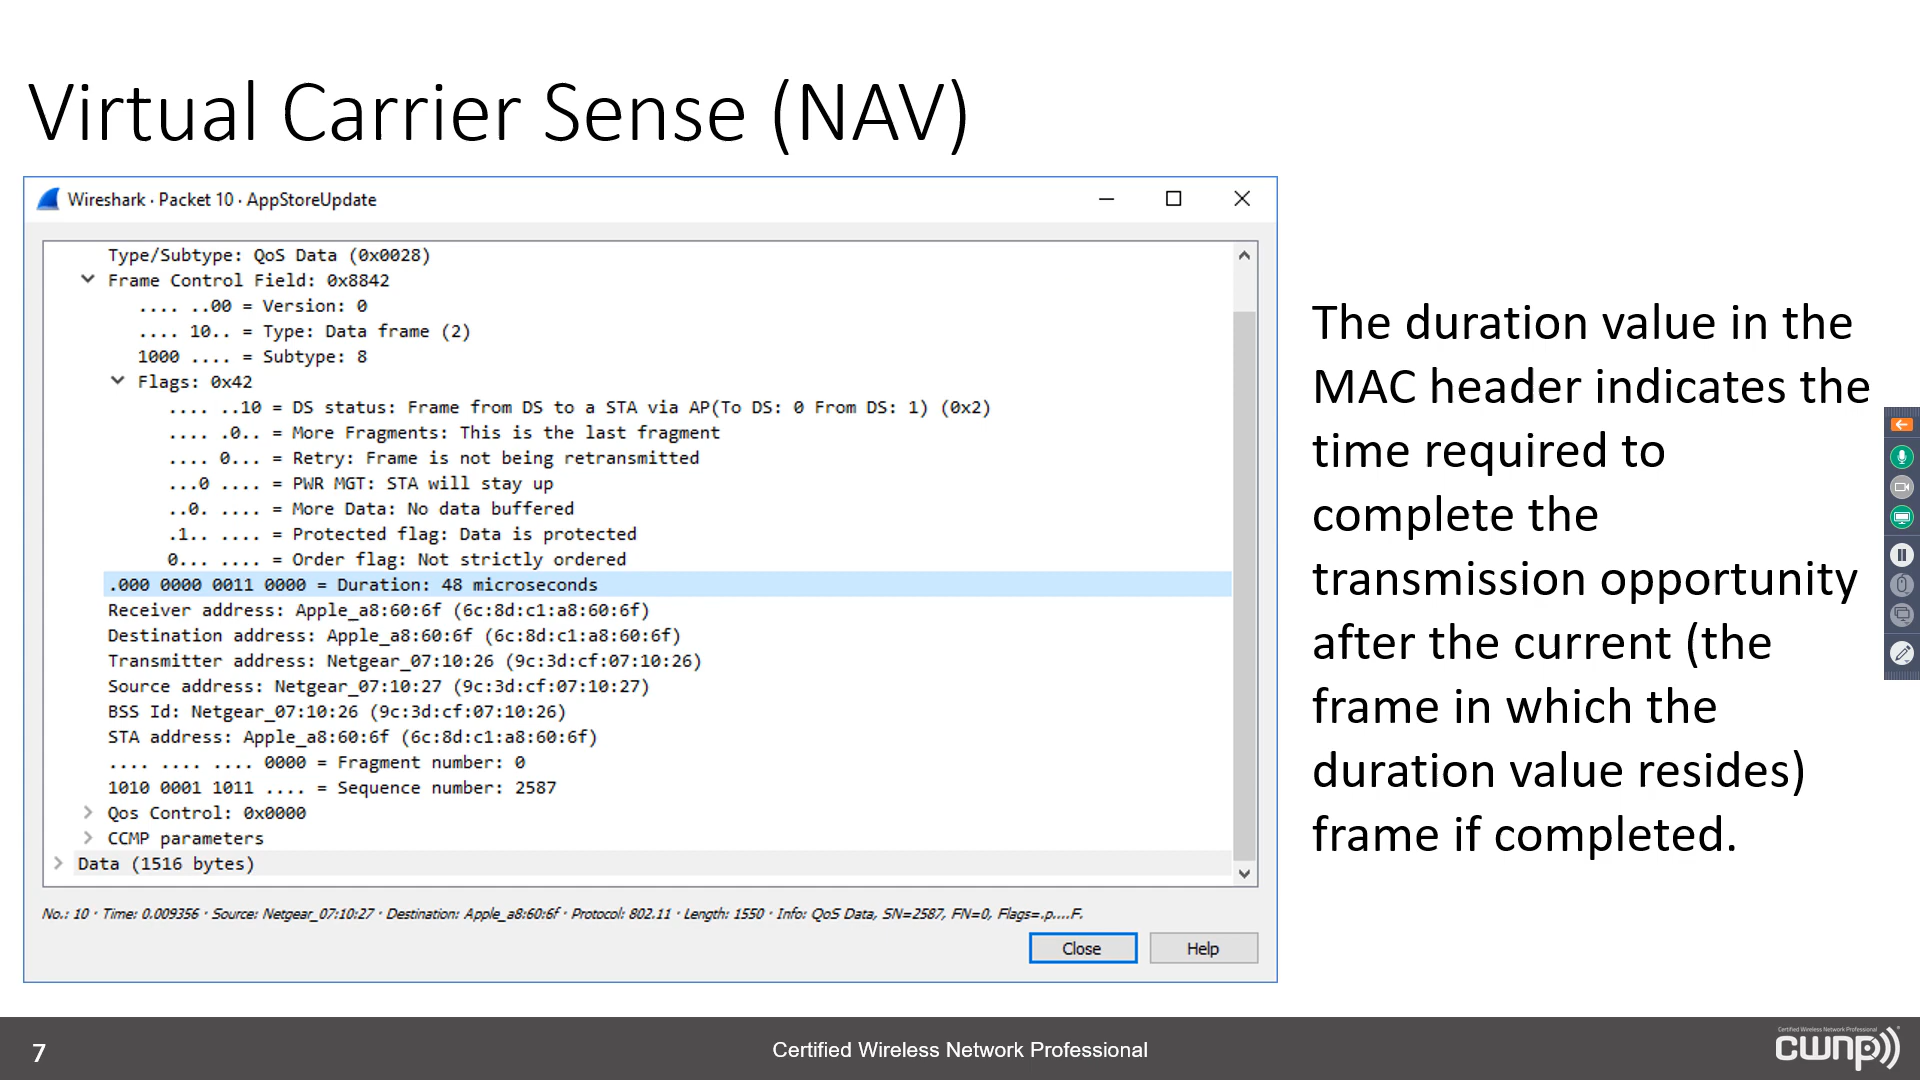 Virtual Carrier Sense (NAV)
Wireshark · Packet 10 · AppStoreUpdate
Type/Subtype: QoS Data (0x0028)
Frame Control Field: 0x8842
.... ..00 = Version: 0
.... 10.. = Type: Data frame (2)
1000 .... = Subtype: 8
Flags: 0x42
.... ..10 = DS status: Frame from DS to a STA via AP(To DS: 0 From DS: 1) (0x2)
.... .0.. = More Fragments: This is the last fragment
.... 0... = Retry: Frame is not being retransmitted
...0 .... = PWR MGT: STA will stay up
..0. .... = More Data: No data buffered
.1.. .... = Protected flag: Data is protected
0... .... = Order flag: Not strictly ordered
.000 0000 0011 0000 = Duration: 48 microseconds
Receiver address: Apple_a8:60:6f (6c:8d:c1:a8:60:6f)
Destination address: Apple_a8:60:6f (6c:8d:c1:a8:60:6f)
Transmitter address: Netgear_07:10:26 (9c:3d:cf:07:10:26)
Source address: Netgear_07:10:27 (9c:3d:cf:07:10:27)
BSS Id: Netgear_07:10:26 (9c:3d:cf:07:10:26)
STA address: Apple_a8:60:6f (6c:8d:c1:a8:60:6f)
.... .... .... 0000 = Fragment number: 0
1010 0001 1011 .... = Sequence number: 2587
Qos Control: 0x0000
CCMP parameters
Data (1516 bytes)
No.: 10 · Time: 0.009356 · Source: Netgear_07:10:27 · Destination: Apple_a8:60:6f · Protocol: 802.11 · Length: 1550 · Info: QoS Data, SN=2587, FN=0, Flags=.p....F.
Close
Help
The duration value in the
MAC header indicates the
time required to
complete the
transmission opportunity
after the current (the
frame in which the
duration value resides)
frame if completed.
7
Certified Wireless Network Professional
Certified Wireless Network Professional
cwnp